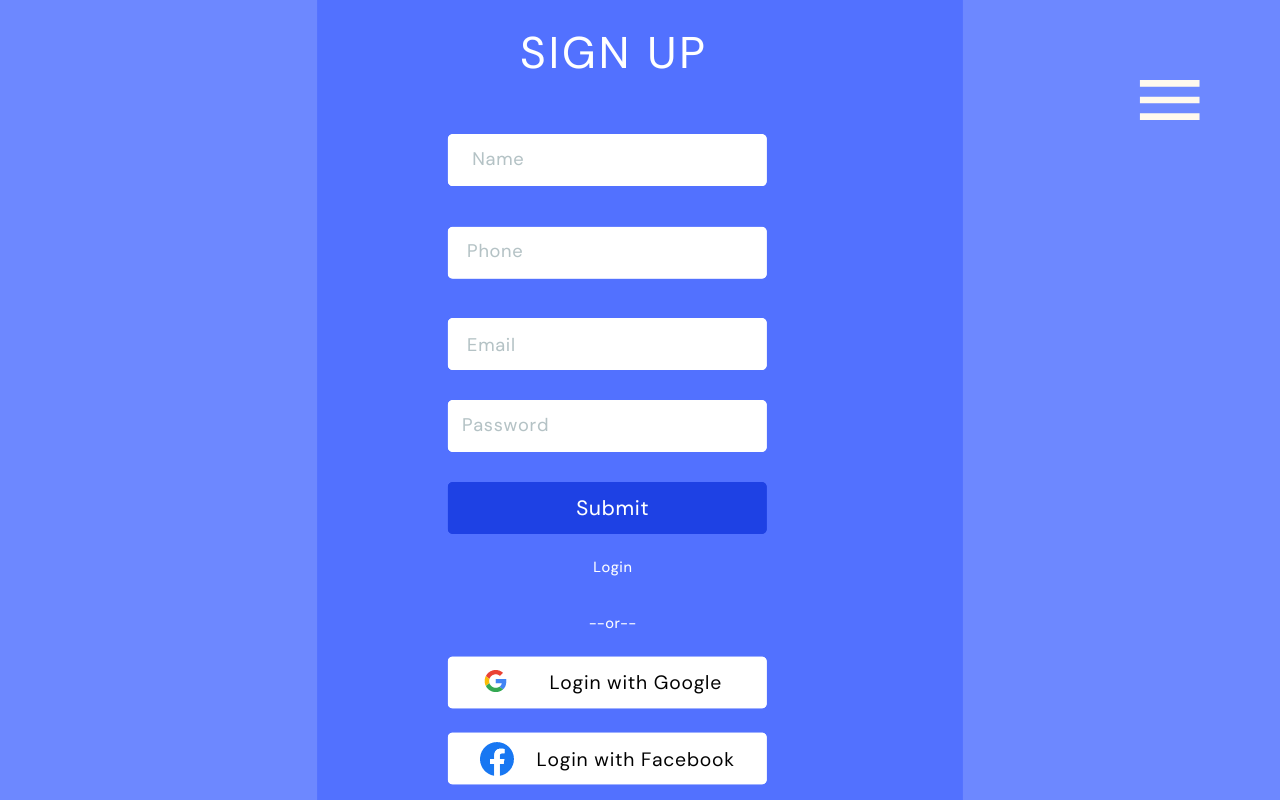 SIGN UP
Name
Phone
Email
Password
Submit
Login
--or--
Login with Google
Login with Facebook